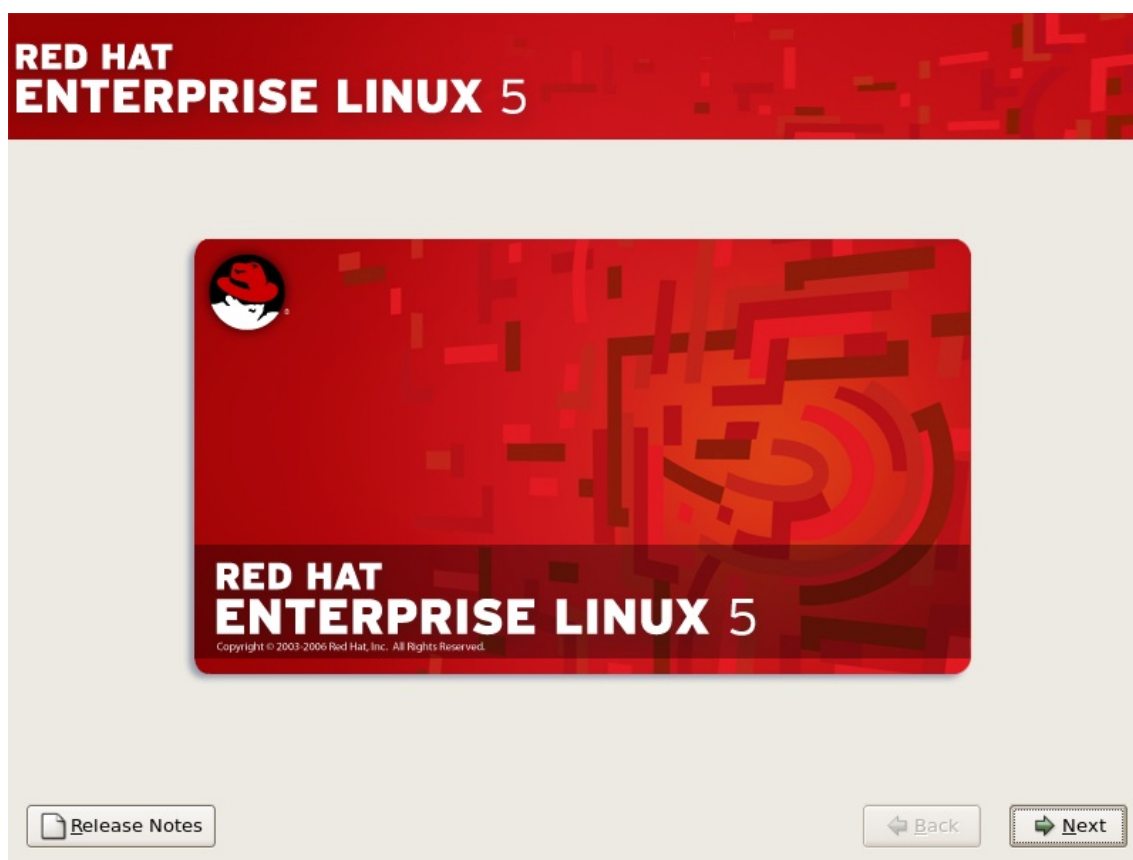 RED HAT
ENTERPRISE LINUX 5
RED HAT
ENTERPRISE LINUX 5
Copyright © 2003-2006 Red Hat, Inc. All Rights Reserved.
Release Notes
Back
Next